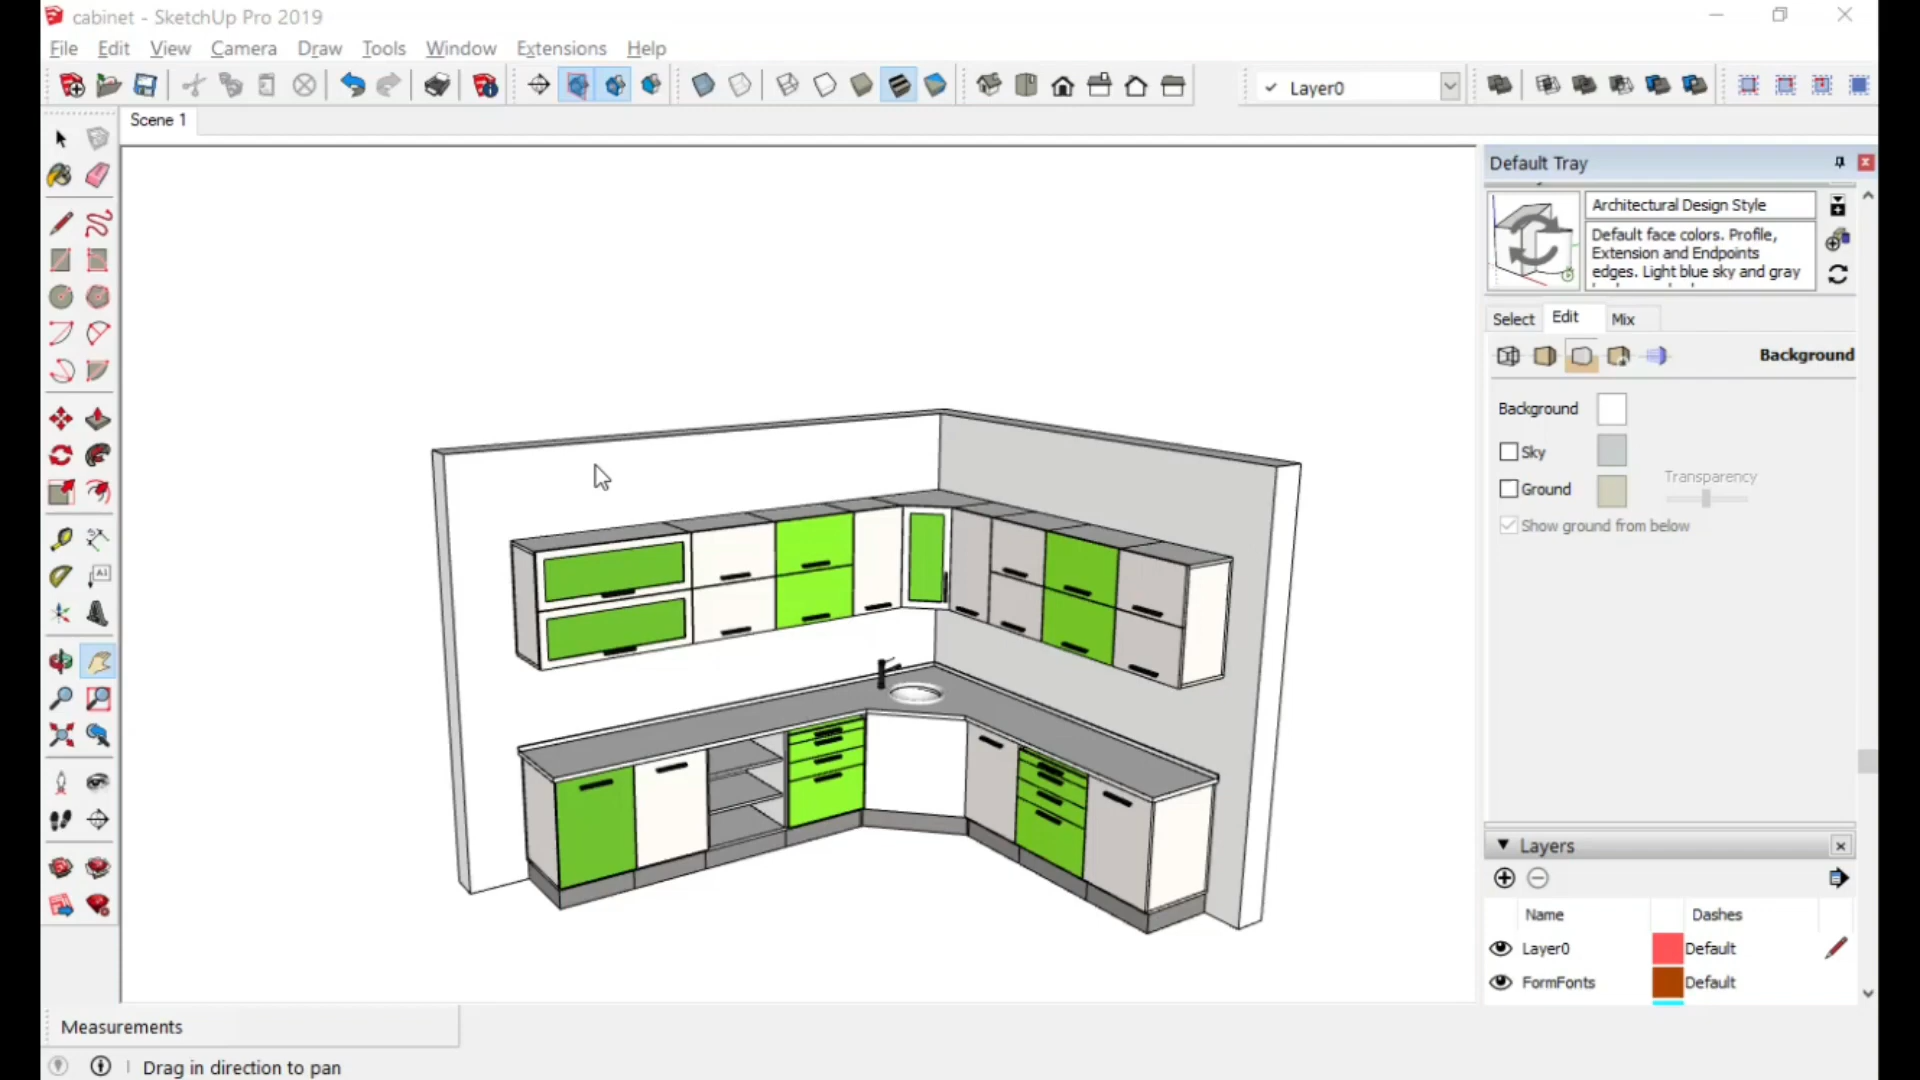 cabinet - SketchUp Pro 2019
File Edit View Camera Draw Tools Window Extensions Help
Layer0
Scene 1
Default Tray
Architectural Design Style
Default face colors. Profile,
Extension and Endpoints
edges. Light blue sky and gray
Select Edit Mix
Background
Background
Sky
Transparency
Ground
Show ground from below
Layers
Name Dashes
Layer0 Default
FormFonts Default
Measurements
Drag in direction to pan